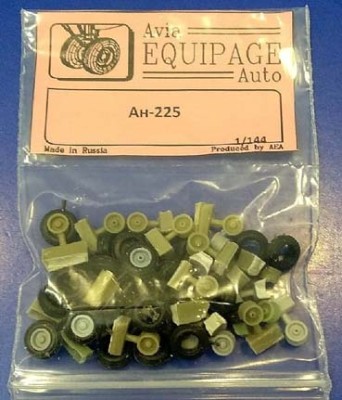 Avia
EQUIPAGE
Auto
Ан-225
1/144
Made in Russia
Produced by AEA